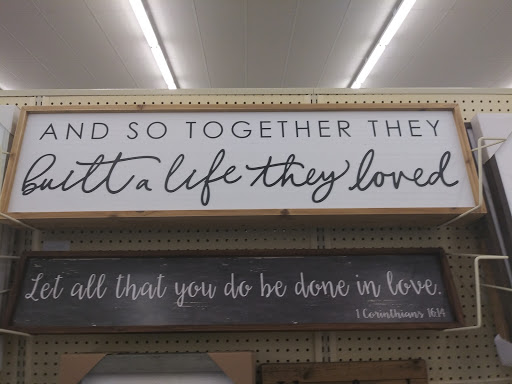 AND SO TOGETHER THEY
built a life they loved
Let all that you do be done in love.
1 Corinthians 16:14